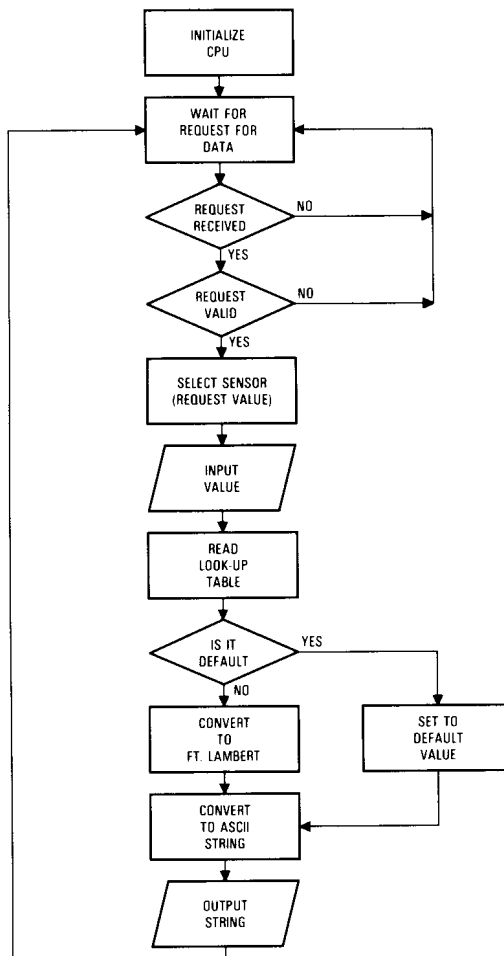 INITIALIZE
CPU
WAIT FOR
REQUEST FOR
DATA
REQUEST
RECEIVED
NO
YES
REQUEST
VALID
NO
YES
SELECT SENSOR
(REQUEST VALUE)
INPUT
VALUE
READ
LOOK-UP
TABLE
IS IT
DEFAULT
YES
NO
CONVERT
TO
FT. LAMBERT
SET TO
DEFAULT
VALUE
CONVERT
TO ASCII
STRING
OUTPUT
STRING